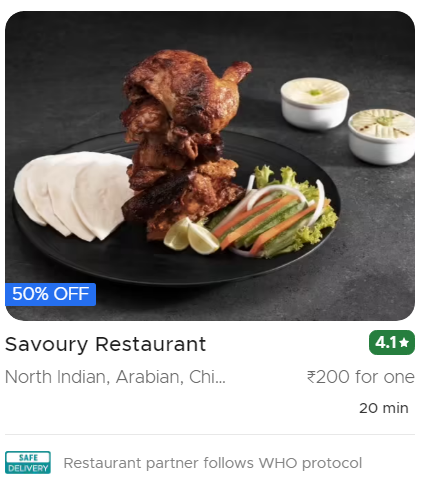 50% OFF
Savoury Restaurant 4.1★
North Indian, Arabian, Chi... ₹200 for one
20 min
SAFE
DELIVERY
Restaurant partner follows WHO protocol